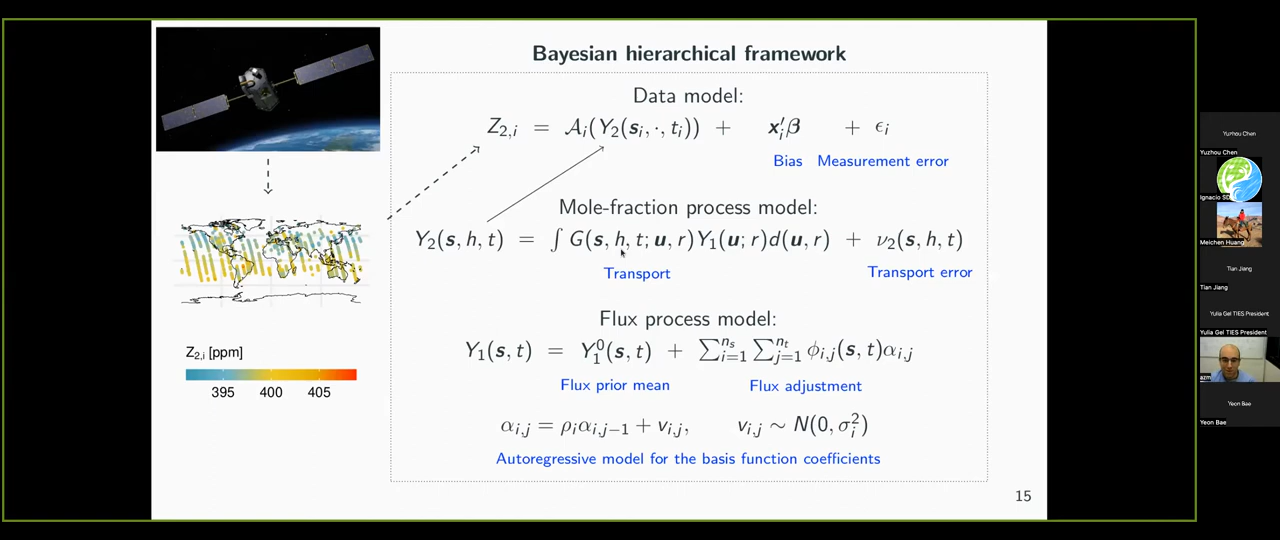 Bayesian hierarchical framework
Data model:
Z₂,ᵢ = 𝒜ᵢ(Y₂(sᵢ, ·, tᵢ)) + x′ᵢβ + ϵᵢ
Bias Measurement error
Mole-fraction process model:
Y₂(s, h, t) = ∫ G(s, h, t; u, r)Y₁(u; r)d(u, r) + ν₂(s, h, t)
Transport Transport error
Flux process model:
Y₁(s, t) = Y₁⁰(s, t) + ∑ᵢ₌₁ⁿˢ ∑ⱼ₌₁ⁿᵗ ϕᵢ,ⱼ(s, t)αᵢ,ⱼ
Flux prior mean Flux adjustment
αᵢ,ⱼ = ρᵢαᵢ,ⱼ₋₁ + vᵢ,ⱼ, vᵢ,ⱼ ∼ N(0, σᵢ²)
Autoregressive model for the basis function coefficients
15
Z₂,ᵢ [ppm]
395 400 405
Yuzhou Chen
Yuzhou Chen
Ignacio SD
Meichen Huang
Tian Jiang
Tian Jiang
Yulia Gel TIES President
Yulia Gel TIES President
azm
Yeon Bae
Yeon Bae